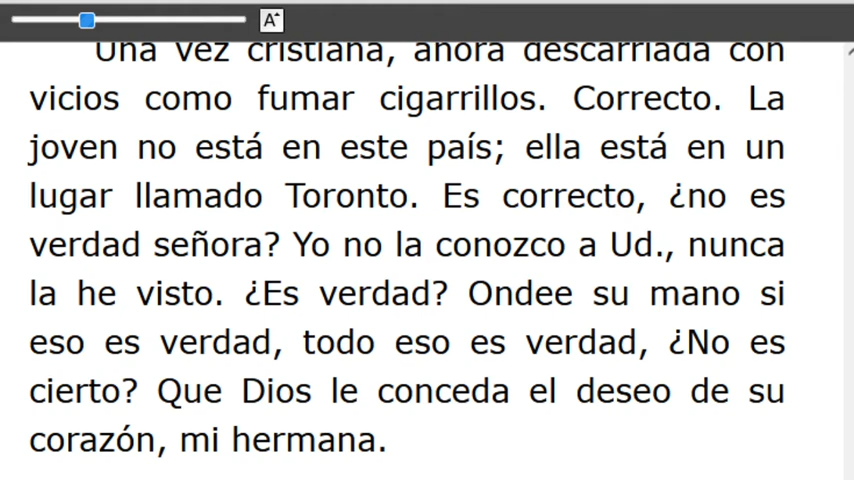 A
Una vez cristiana, ahora descarriada con
vicios como fumar cigarrillos. Correcto. La
joven no está en este país; ella está en un
lugar llamado Toronto. Es correcto, ¿no es
verdad señora? Yo no la conozco a Ud., nunca
la he visto. ¿Es verdad? Ondee su mano si
eso es verdad, todo eso es verdad, ¿No es
cierto? Que Dios le conceda el deseo de su
corazón, mi hermana.